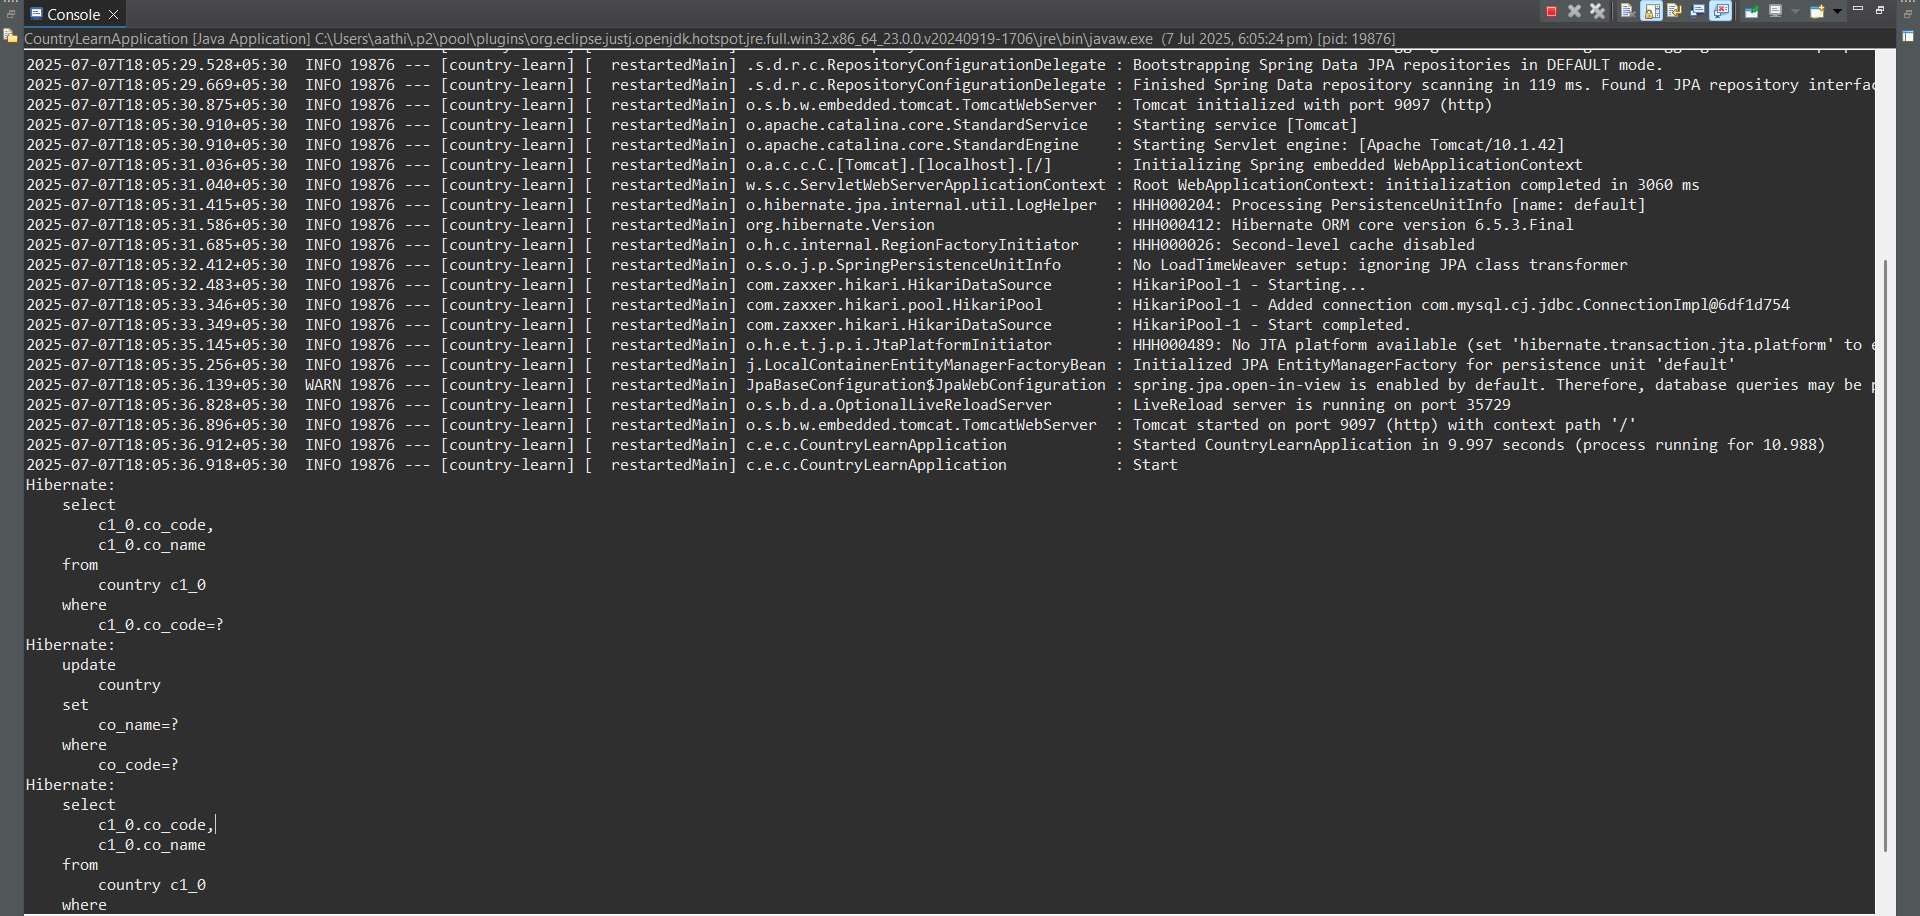 Console
CountryLearnApplication [Java Application] C:\Users\aathi\.p2\pool\plugins\org.eclipse.justj.openjdk.hotspot.jre.full.win32.x86_64_23.0.0.v20240919-1706\jre\bin\javaw.exe (7 Jul 2025, 6:05:24 pm) [pid: 19876]
2025-07-07T18:05:29.528+05:30  INFO 19876 --- [country-learn] [  restartedMain] .s.d.r.c.RepositoryConfigurationDelegate : Bootstrapping Spring Data JPA repositories in DEFAULT mode.
2025-07-07T18:05:29.669+05:30  INFO 19876 --- [country-learn] [  restartedMain] .s.d.r.c.RepositoryConfigurationDelegate : Finished Spring Data repository scanning in 119 ms. Found 1 JPA repository interfac
2025-07-07T18:05:30.875+05:30  INFO 19876 --- [country-learn] [  restartedMain] o.s.b.w.embedded.tomcat.TomcatWebServer  : Tomcat initialized with port 9097 (http)
2025-07-07T18:05:30.910+05:30  INFO 19876 --- [country-learn] [  restartedMain] o.apache.catalina.core.StandardService   : Starting service [Tomcat]
2025-07-07T18:05:30.910+05:30  INFO 19876 --- [country-learn] [  restartedMain] o.apache.catalina.core.StandardEngine    : Starting Servlet engine: [Apache Tomcat/10.1.42]
2025-07-07T18:05:31.036+05:30  INFO 19876 --- [country-learn] [  restartedMain] o.a.c.c.C.[Tomcat].[localhost].[/]       : Initializing Spring embedded WebApplicationContext
2025-07-07T18:05:31.040+05:30  INFO 19876 --- [country-learn] [  restartedMain] w.s.c.ServletWebServerApplicationContext : Root WebApplicationContext: initialization completed in 3060 ms
2025-07-07T18:05:31.415+05:30  INFO 19876 --- [country-learn] [  restartedMain] o.hibernate.jpa.internal.util.LogHelper  : HHH000204: Processing PersistenceUnitInfo [name: default]
2025-07-07T18:05:31.586+05:30  INFO 19876 --- [country-learn] [  restartedMain] org.hibernate.Version                    : HHH000412: Hibernate ORM core version 6.5.3.Final
2025-07-07T18:05:31.685+05:30  INFO 19876 --- [country-learn] [  restartedMain] o.h.c.internal.RegionFactoryInitiator    : HHH000026: Second-level cache disabled
2025-07-07T18:05:32.412+05:30  INFO 19876 --- [country-learn] [  restartedMain] o.s.o.j.p.SpringPersistenceUnitInfo      : No LoadTimeWeaver setup: ignoring JPA class transformer
2025-07-07T18:05:32.483+05:30  INFO 19876 --- [country-learn] [  restartedMain] com.zaxxer.hikari.HikariDataSource       : HikariPool-1 - Starting...
2025-07-07T18:05:33.346+05:30  INFO 19876 --- [country-learn] [  restartedMain] com.zaxxer.hikari.pool.HikariPool        : HikariPool-1 - Added connection com.mysql.cj.jdbc.ConnectionImpl@6df1d754
2025-07-07T18:05:33.349+05:30  INFO 19876 --- [country-learn] [  restartedMain] com.zaxxer.hikari.HikariDataSource       : HikariPool-1 - Start completed.
2025-07-07T18:05:35.145+05:30  INFO 19876 --- [country-learn] [  restartedMain] o.h.e.t.j.p.i.JtaPlatformInitiator       : HHH000489: No JTA platform available (set 'hibernate.transaction.jta.platform' to e
2025-07-07T18:05:35.256+05:30  INFO 19876 --- [country-learn] [  restartedMain] j.LocalContainerEntityManagerFactoryBean : Initialized JPA EntityManagerFactory for persistence unit 'default'
2025-07-07T18:05:36.139+05:30  WARN 19876 --- [country-learn] [  restartedMain] JpaBaseConfiguration$JpaWebConfiguration : spring.jpa.open-in-view is enabled by default. Therefore, database queries may be p
2025-07-07T18:05:36.828+05:30  INFO 19876 --- [country-learn] [  restartedMain] o.s.b.d.a.OptionalLiveReloadServer       : LiveReload server is running on port 35729
2025-07-07T18:05:36.896+05:30  INFO 19876 --- [country-learn] [  restartedMain] o.s.b.w.embedded.tomcat.TomcatWebServer  : Tomcat started on port 9097 (http) with context path '/'
2025-07-07T18:05:36.912+05:30  INFO 19876 --- [country-learn] [  restartedMain] c.e.c.CountryLearnApplication            : Started CountryLearnApplication in 9.997 seconds (process running for 10.988)
2025-07-07T18:05:36.918+05:30  INFO 19876 --- [country-learn] [  restartedMain] c.e.c.CountryLearnApplication            : Start
Hibernate:
    select
        c1_0.co_code,
        c1_0.co_name
    from
        country c1_0
    where
        c1_0.co_code=?
Hibernate:
    update
        country
    set
        co_name=?
    where
        co_code=?
Hibernate:
    select
        c1_0.co_code,
        c1_0.co_name
    from
        country c1_0
    where